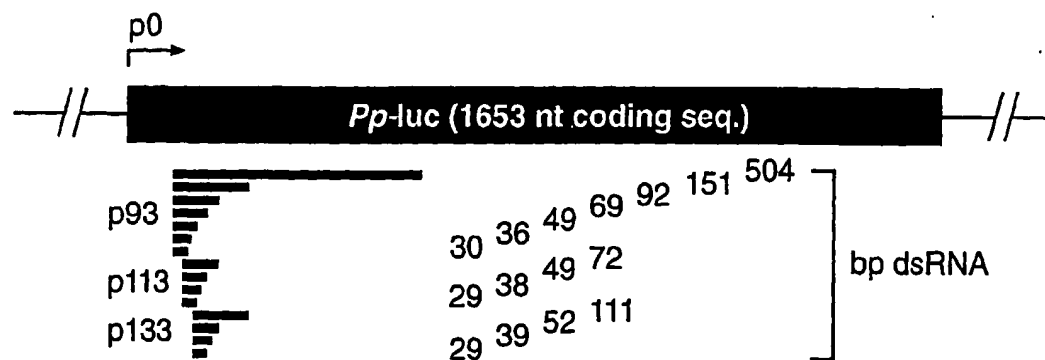 p0
Pp-luc (1653 nt coding seq.)
p93
30 36 49 69 92 151 504
p113
29 38 49 72
p133
29 39 52 111
bp dsRNA